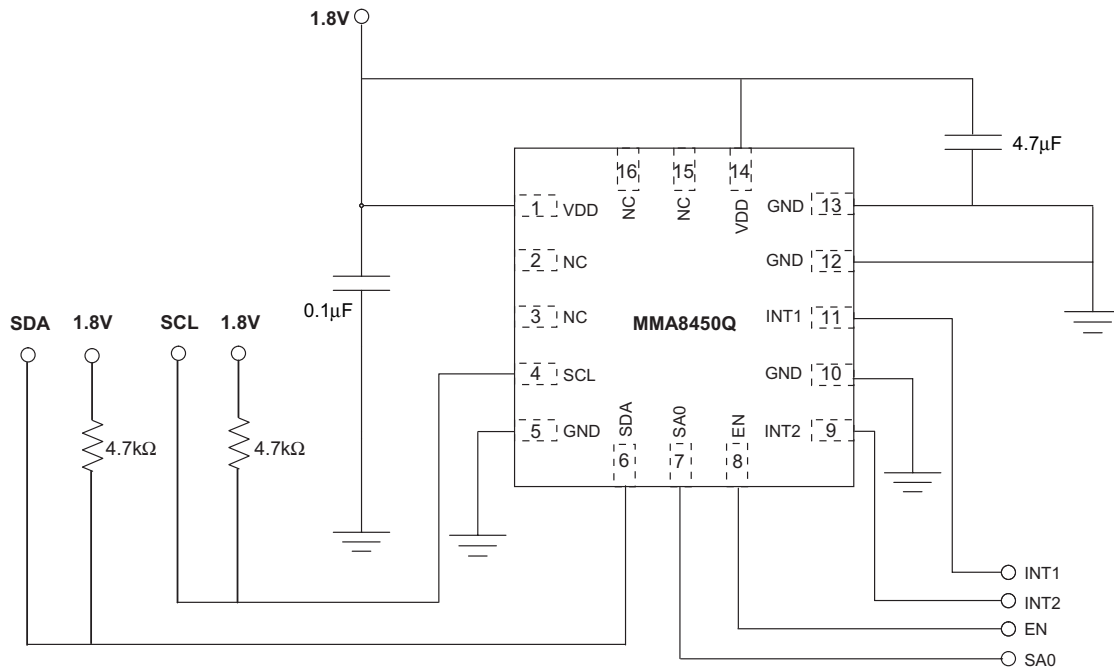 1.8V
4.7μF
16 15 14
NC NC VDD
1 VDD
GND 13
2 NC
GND 12
0.1μF
3 NC
MMA8450Q
INT1 11
SDA 1.8V SCL 1.8V
4 SCL
GND 10
4.7kΩ
4.7kΩ
5 GND
SDA SA0 EN
INT2 9
6 7 8
INT1
INT2
EN
SA0